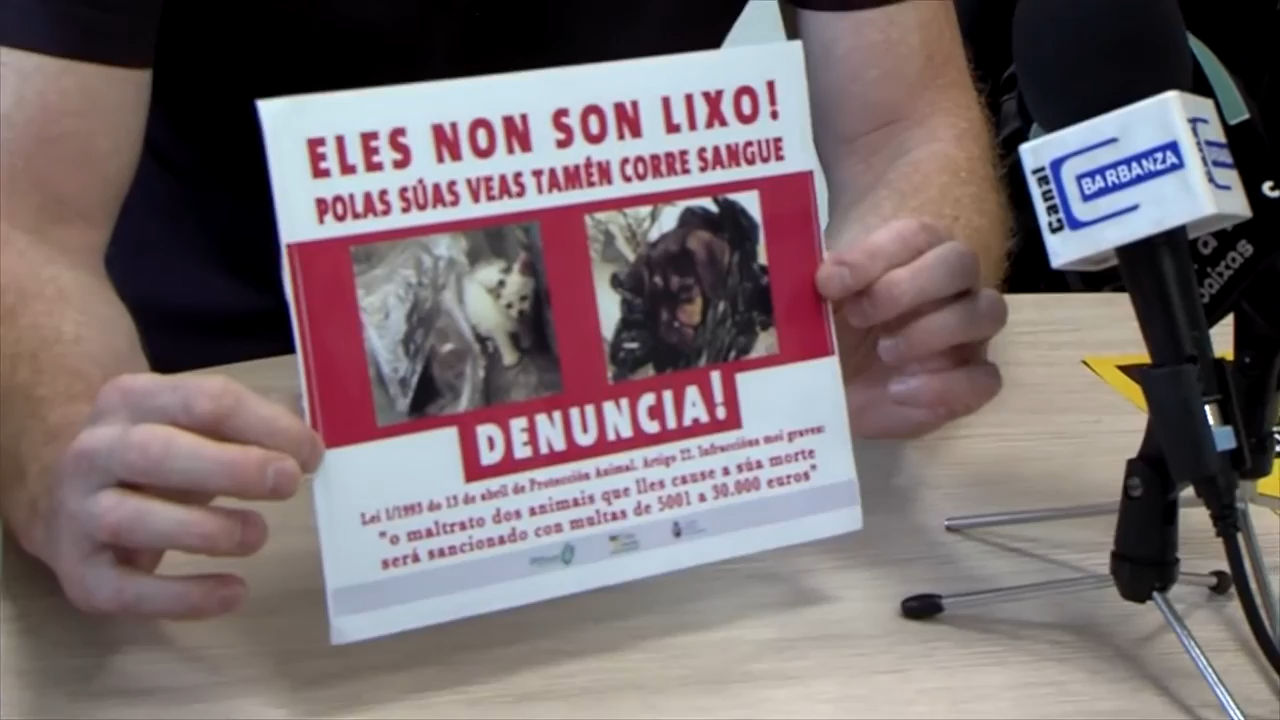 ELES NON SON LIXO!
POLAS SÚAS VEAS TAMÉN CORRE SANGUE
DENUNCIA!
Lei 1/1993 do 13 de abril de Protección Animal. Artigo 22. Infraccións moi graves:
"o maltrato dos animais que lles cause a súa morte
será sancionado con multas de 5001 a 30.000 euros"
Canal
BARBANZA
baixas